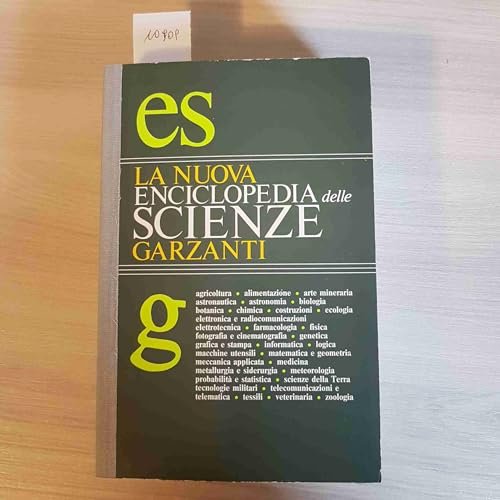 es
LA NUOVA
ENCICLOPEDIA delle
SCIENZE
GARZANTI
g
agricoltura • alimentazione • arte mineraria
astronautica • astronomia • biologia
botanica • chimica • costruzioni • ecologia
elettronica e radiocomunicazioni
elettrotecnica • farmacologia • fisica
fotografia e cinematografia • genetica
grafica e stampa • informatica • logica
macchine utensili • matematica e geometria
meccanica applicata • medicina
metallurgia e siderurgia • meteorologia
probabilità e statistica • scienze della Terra
tecnologie militari • telecomunicazioni e
telematica • tessili • veterinaria • zoologia